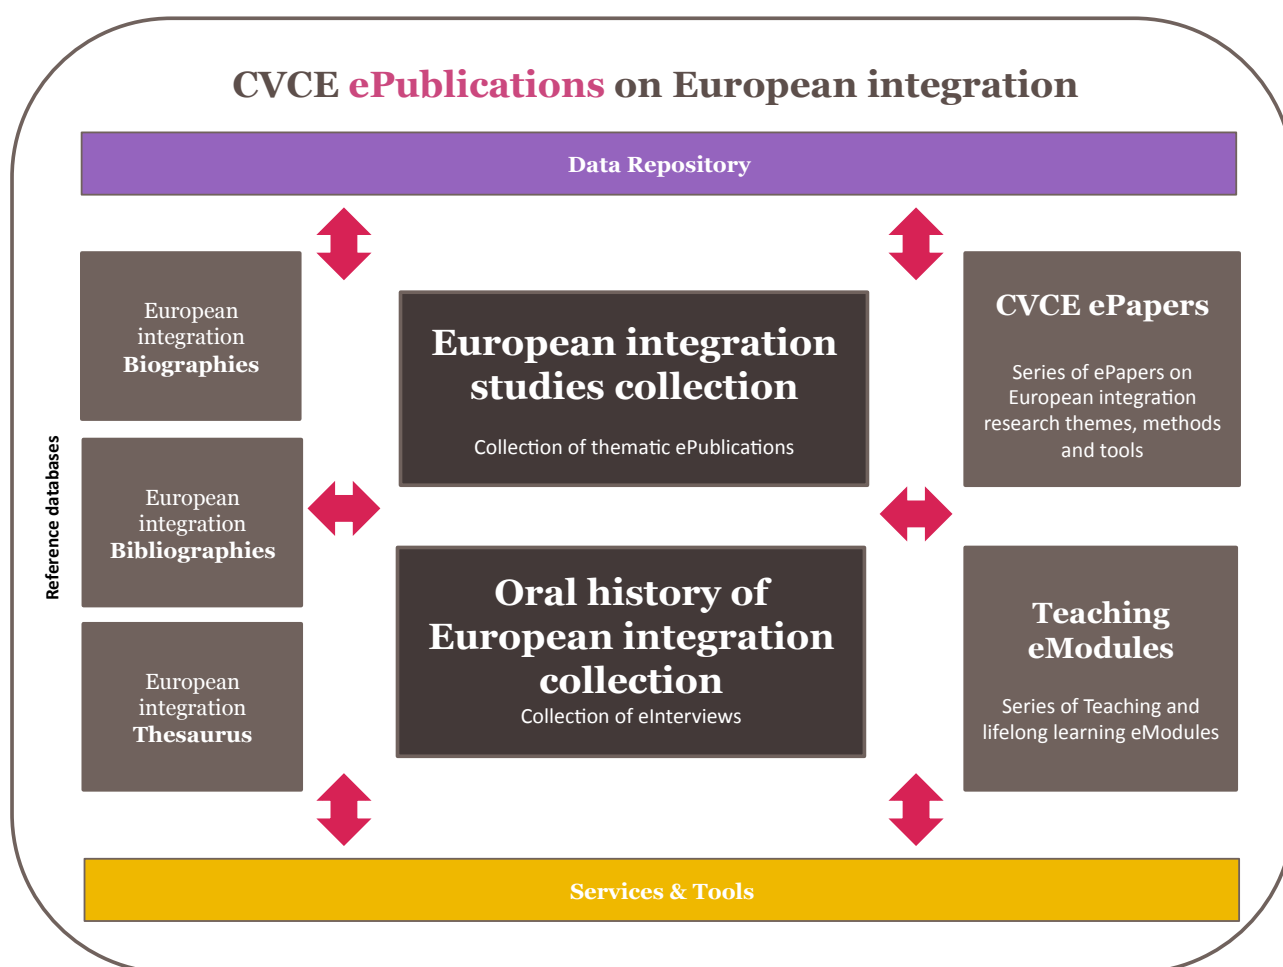 CVCE ePublications on European integration
Data Repository
Reference databases
European
integration
Biographies
European
integration
Bibliographies
European
integration
Thesaurus
European integration
studies collection
Collection of thematic ePublications
Oral history of
European integration
collection
Collection of eInterviews
CVCE ePapers
Series of ePapers on
European integration
research themes, methods
and tools
Teaching
eModules
Series of Teaching and
lifelong learning eModules
Services & Tools